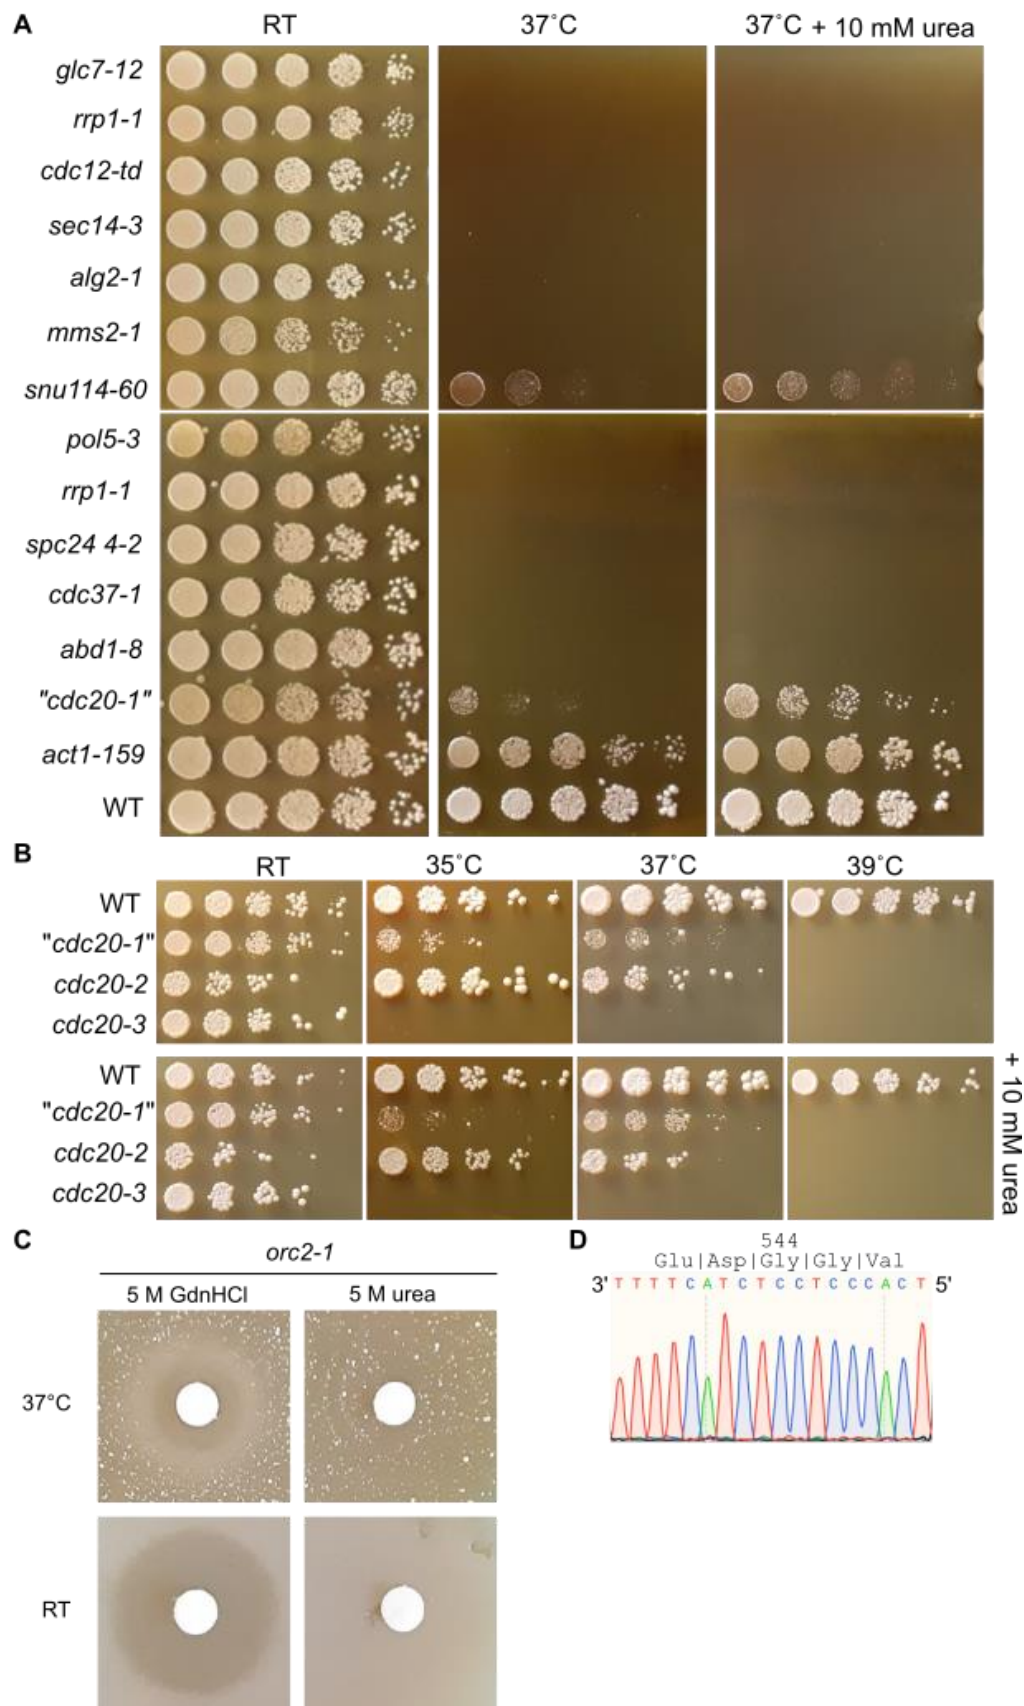 A
RT 37°C 37°C + 10 mM urea
glc7-12
rrp1-1
cdc12-td
sec14-3
alg2-1
mms2-1
snu114-60
pol5-3
rrp1-1
spc24 4-2
cdc37-1
abd1-8
"cdc20-1"
act1-159
WT
B
RT 35°C 37°C 39°C
WT
"cdc20-1"
cdc20-2
cdc20-3
WT
"cdc20-1"
cdc20-2
cdc20-3
+ 10 mM urea
C
orc2-1
5 M GdnHCl 5 M urea
37°C
RT
D
544
Glu|Asp|Gly|Gly|Val
3' T T T T C A T C T C C T C C C A C T 5'